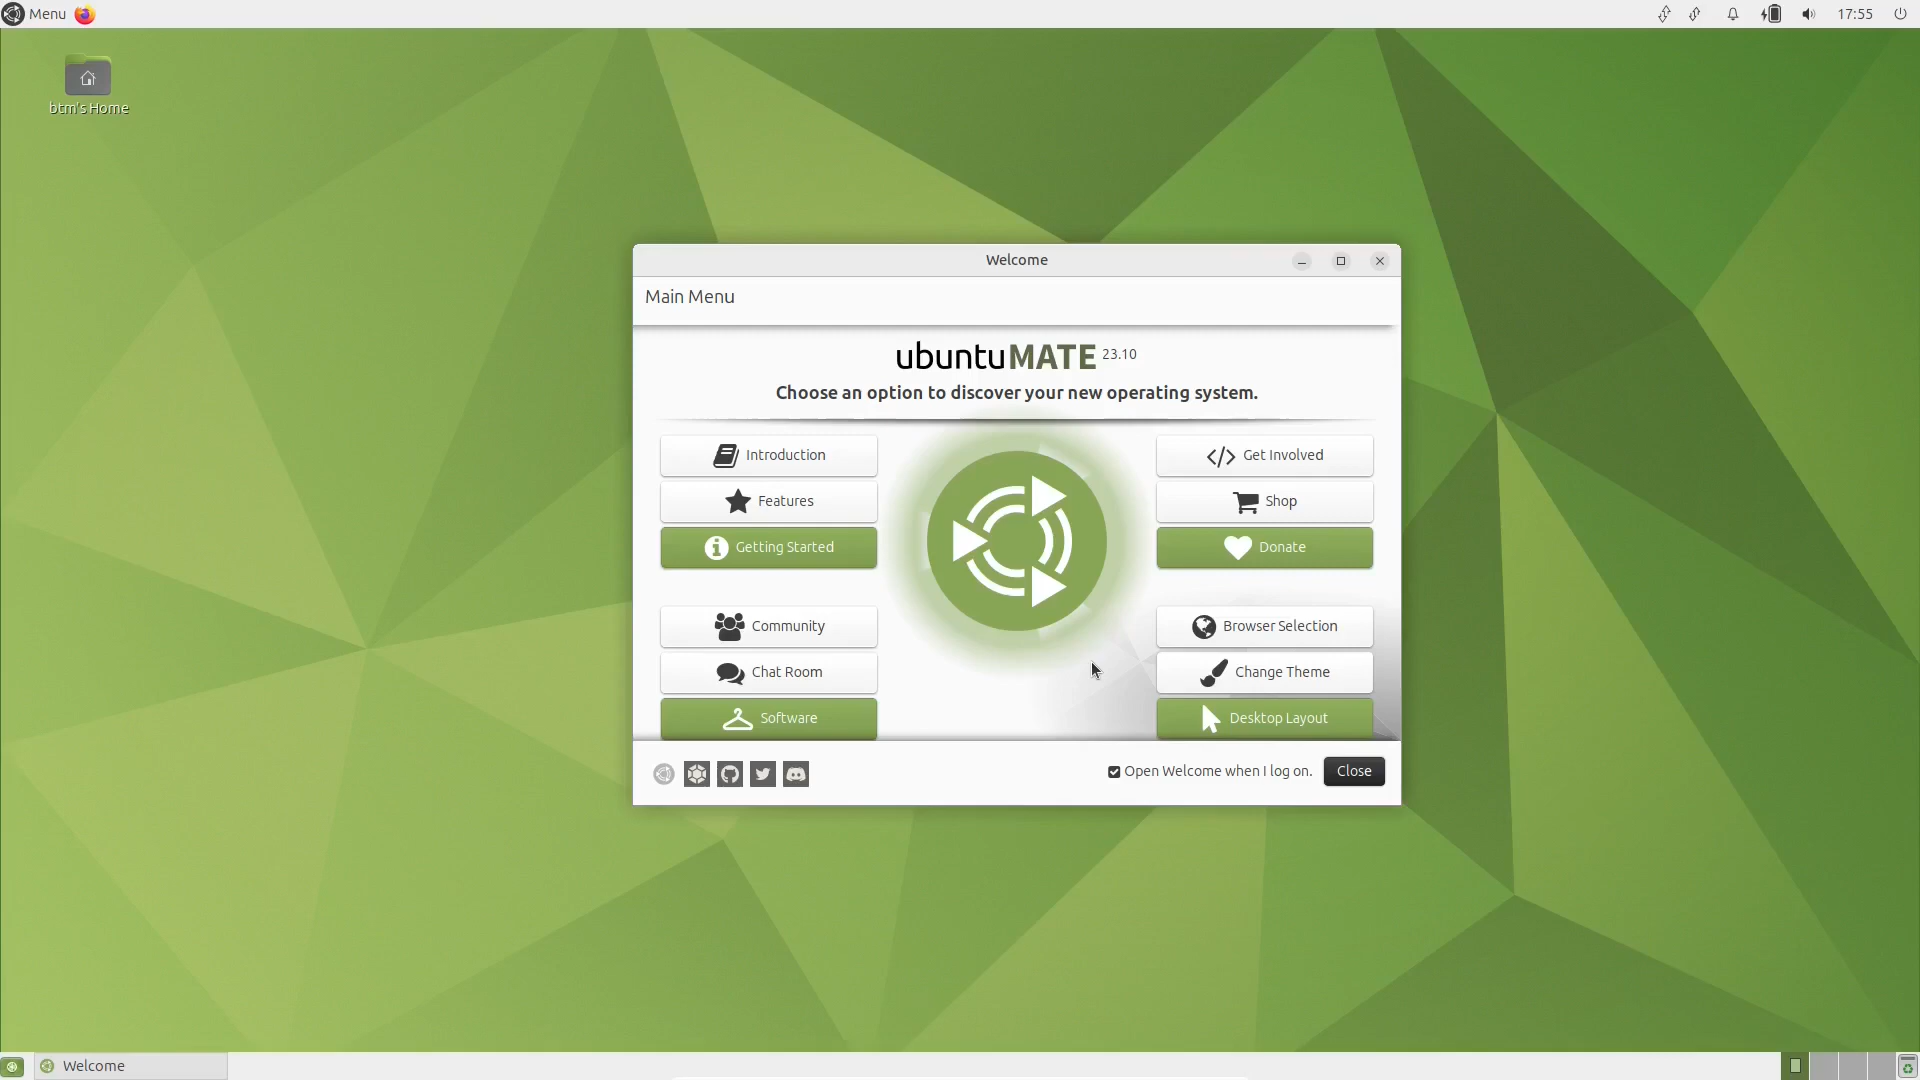 Menu
17:55
btm's Home
Welcome
Main Menu
ubuntuMATE 23.10
Choose an option to discover your new operating system.
Introduction
Get Involved
Features
Shop
Getting Started
Donate
Community
Browser Selection
Chat Room
Change Theme
Software
Desktop Layout
Open Welcome when I log on.
Close
Welcome